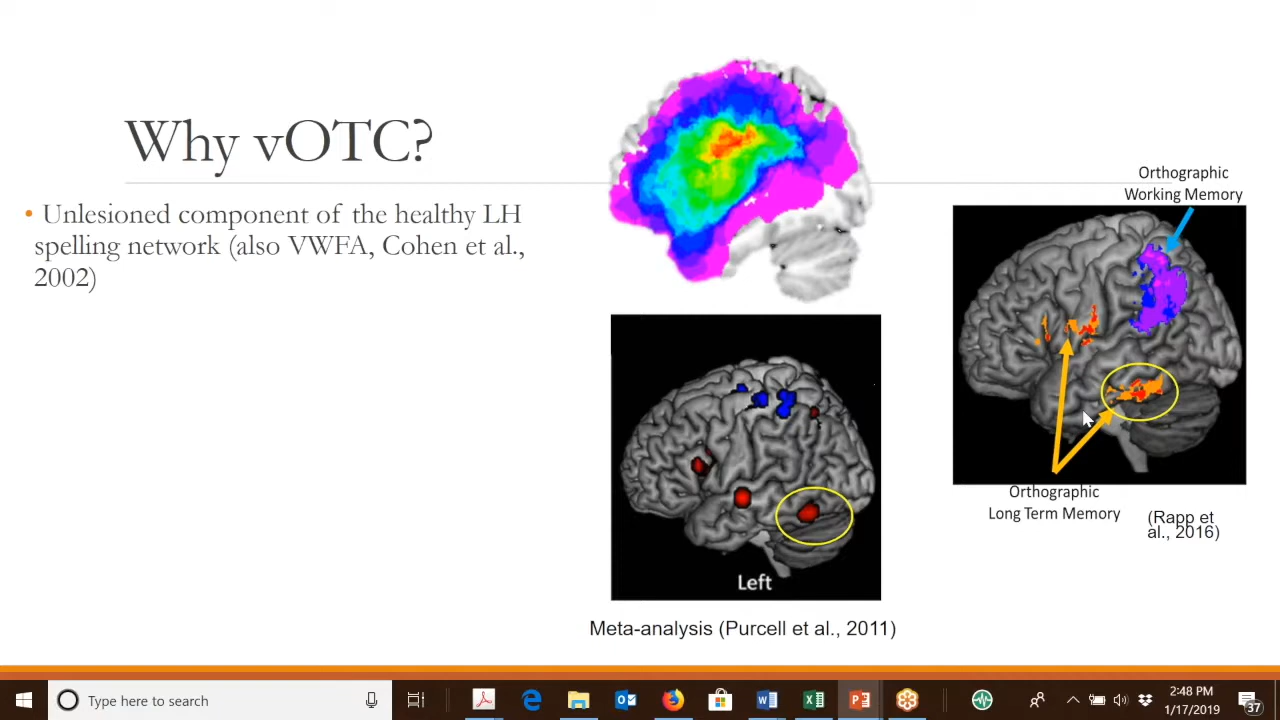 Why vOTC?
• Unlesioned component of the healthy LH
spelling network (also VWFA, Cohen et al.,
2002)
Orthographic
Working Memory
Orthographic
Long Term Memory
(Rapp et
al., 2016)
Left
Meta-analysis (Purcell et al., 2011)
Type here to search
2:48 PM
1/17/2019
37